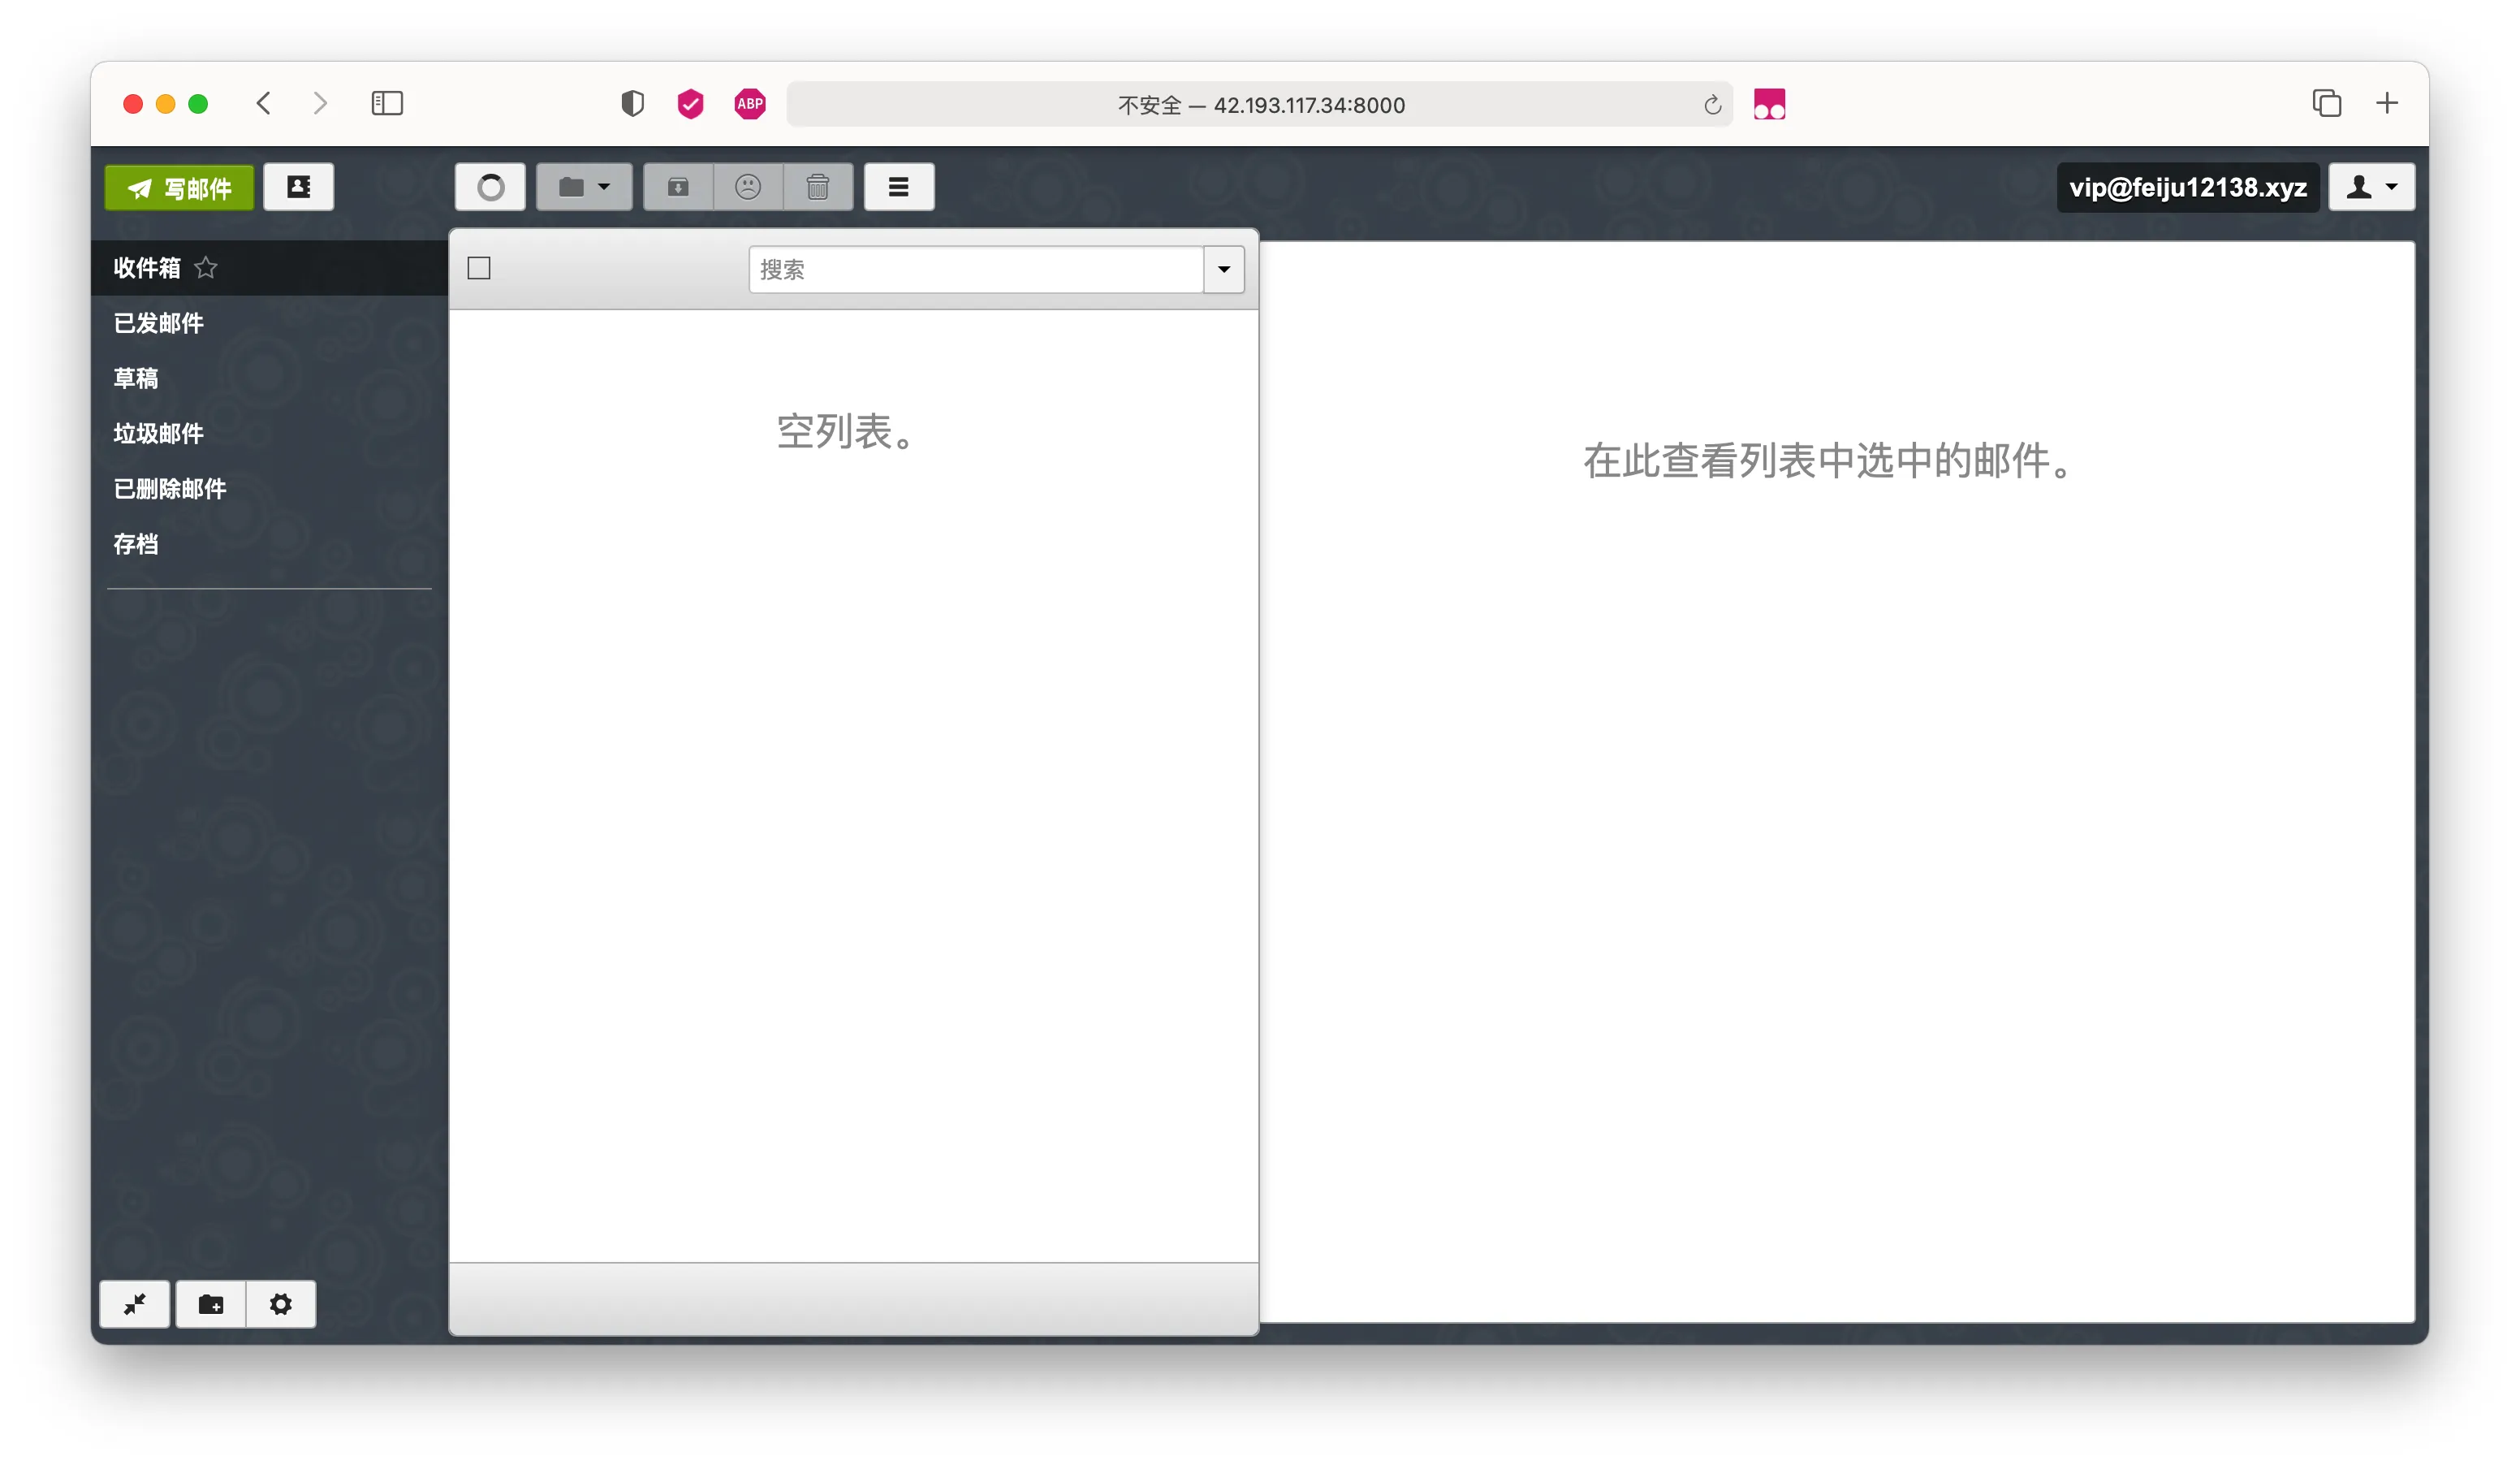 ABP
不安全 — 42.193.117.34:8000
写邮件
vip@feiju12138.xyz
收件箱
搜索
已发邮件
草稿
垃圾邮件
已删除邮件
存档
空列表。
在此查看列表中选中的邮件。